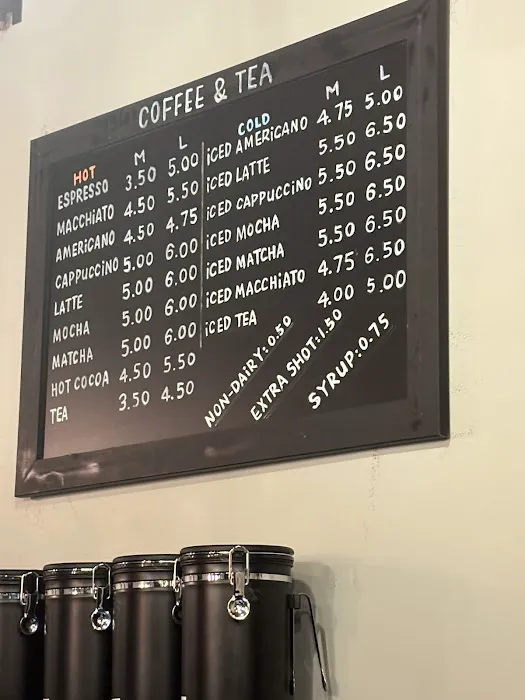 COFFEE & TEA
HOT M L
ESPRESSO 3.50 5.00
MACCHiATO 4.50 5.50
AMERiCANO 4.50 4.75
CAPPUCCiNO 5.00 6.00
LATTE 5.00 6.00
MOCHA 5.00 6.00
MATCHA 5.00 6.00
HOT COCOA 4.50 5.50
TEA 3.50 4.50
COLD M L
iCED AMERiCANO 4.75 5.00
iCED LATTE 5.50 6.50
iCED CAPPUCCiNO 5.50 6.50
iCED MOCHA 5.50 6.50
iCED MATCHA 5.50 6.50
iCED MACCHiATO 4.75 6.50
iCED TEA 4.00 5.00
NON-DAiRY: 0.50
EXTRA SHOT: 1.50
SYRUP: 0.75